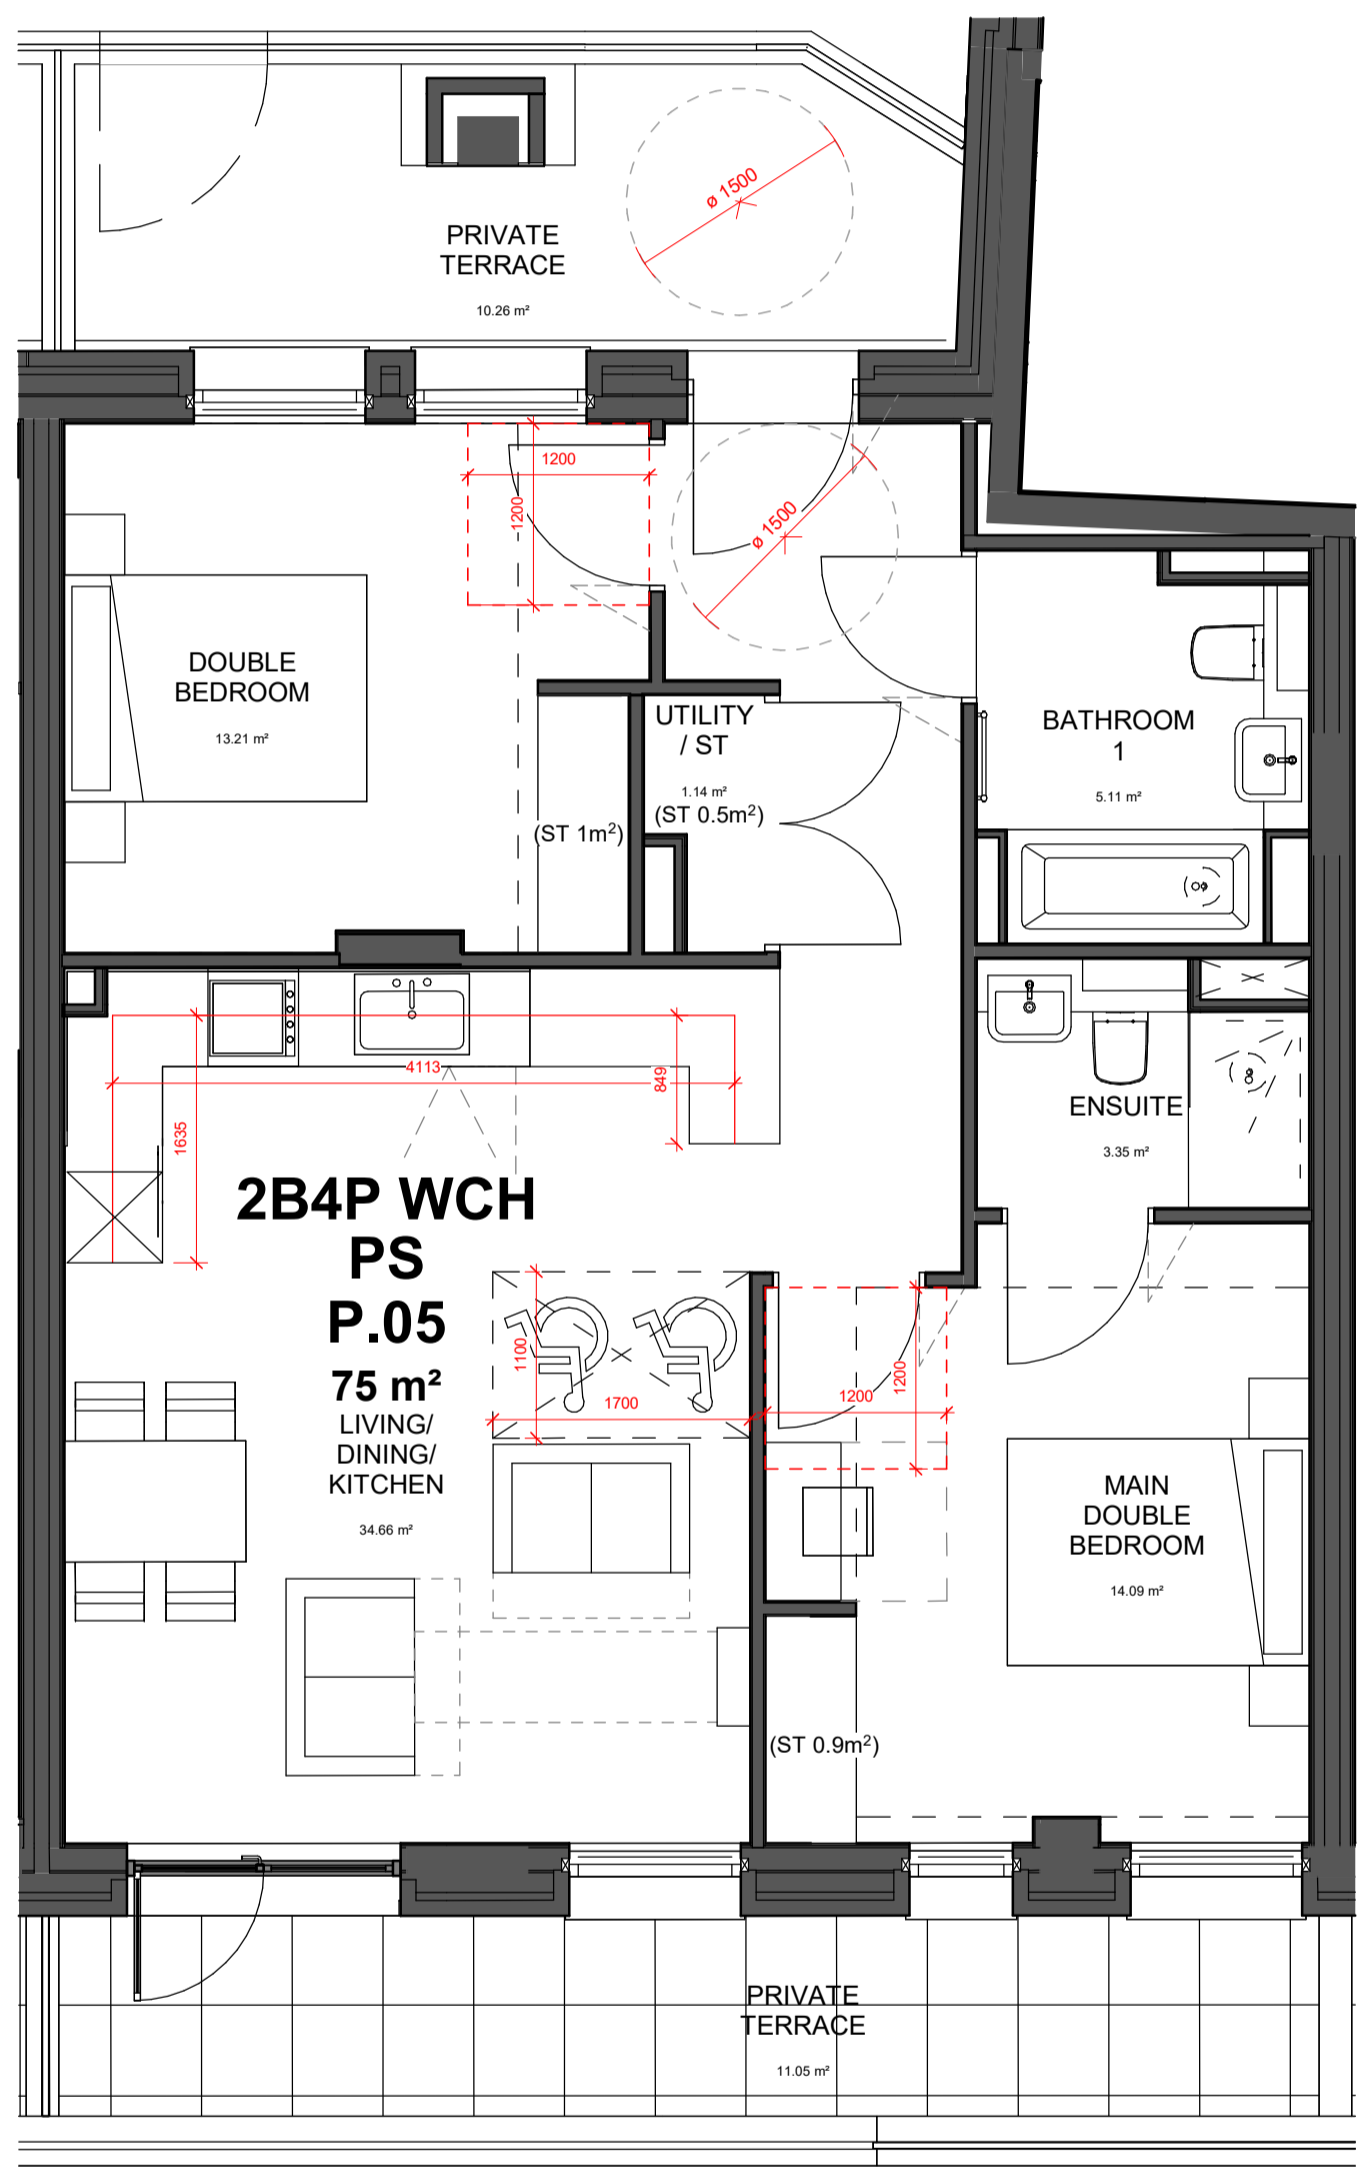 ø 1500
PRIVATE
TERRACE
10.26 m²
1200
1200
ø 1500
DOUBLE
BEDROOM
13.21 m²
UTILITY
/ ST
1.14 m²
(ST 0.5m²)
(ST 1m²)
BATHROOM
1
5.11 m²
4113
849
1635
ENSUITE
3.35 m²
2B4P WCH
PS
P.05
75 m²
LIVING/
DINING/
KITCHEN
34.66 m²
1100
1700
1200
1200
MAIN
DOUBLE
BEDROOM
14.09 m²
(ST 0.9m²)
PRIVATE
TERRACE
11.05 m²